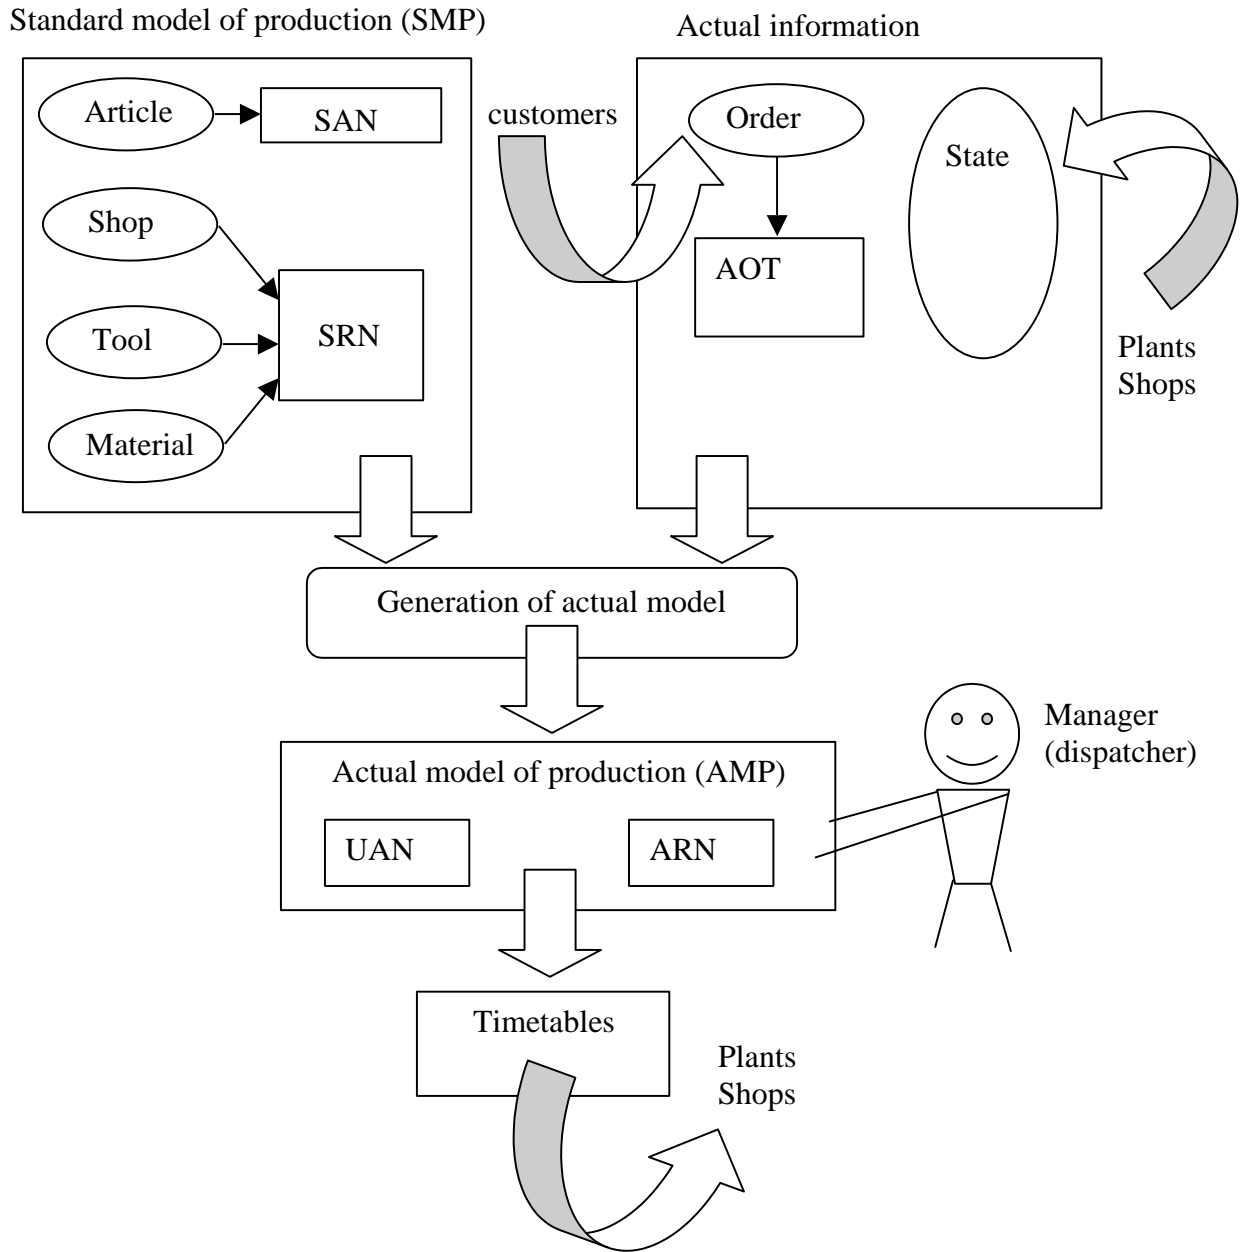 Standard model of production (SMP)
Actual information
Article
SAN
Shop
Tool
SRN
Material
customers
Order
AOT
State
Plants
Shops
Generation of actual model
Actual model of production (AMP)
UAN
ARN
Manager
(dispatcher)
Timetables
Plants
Shops